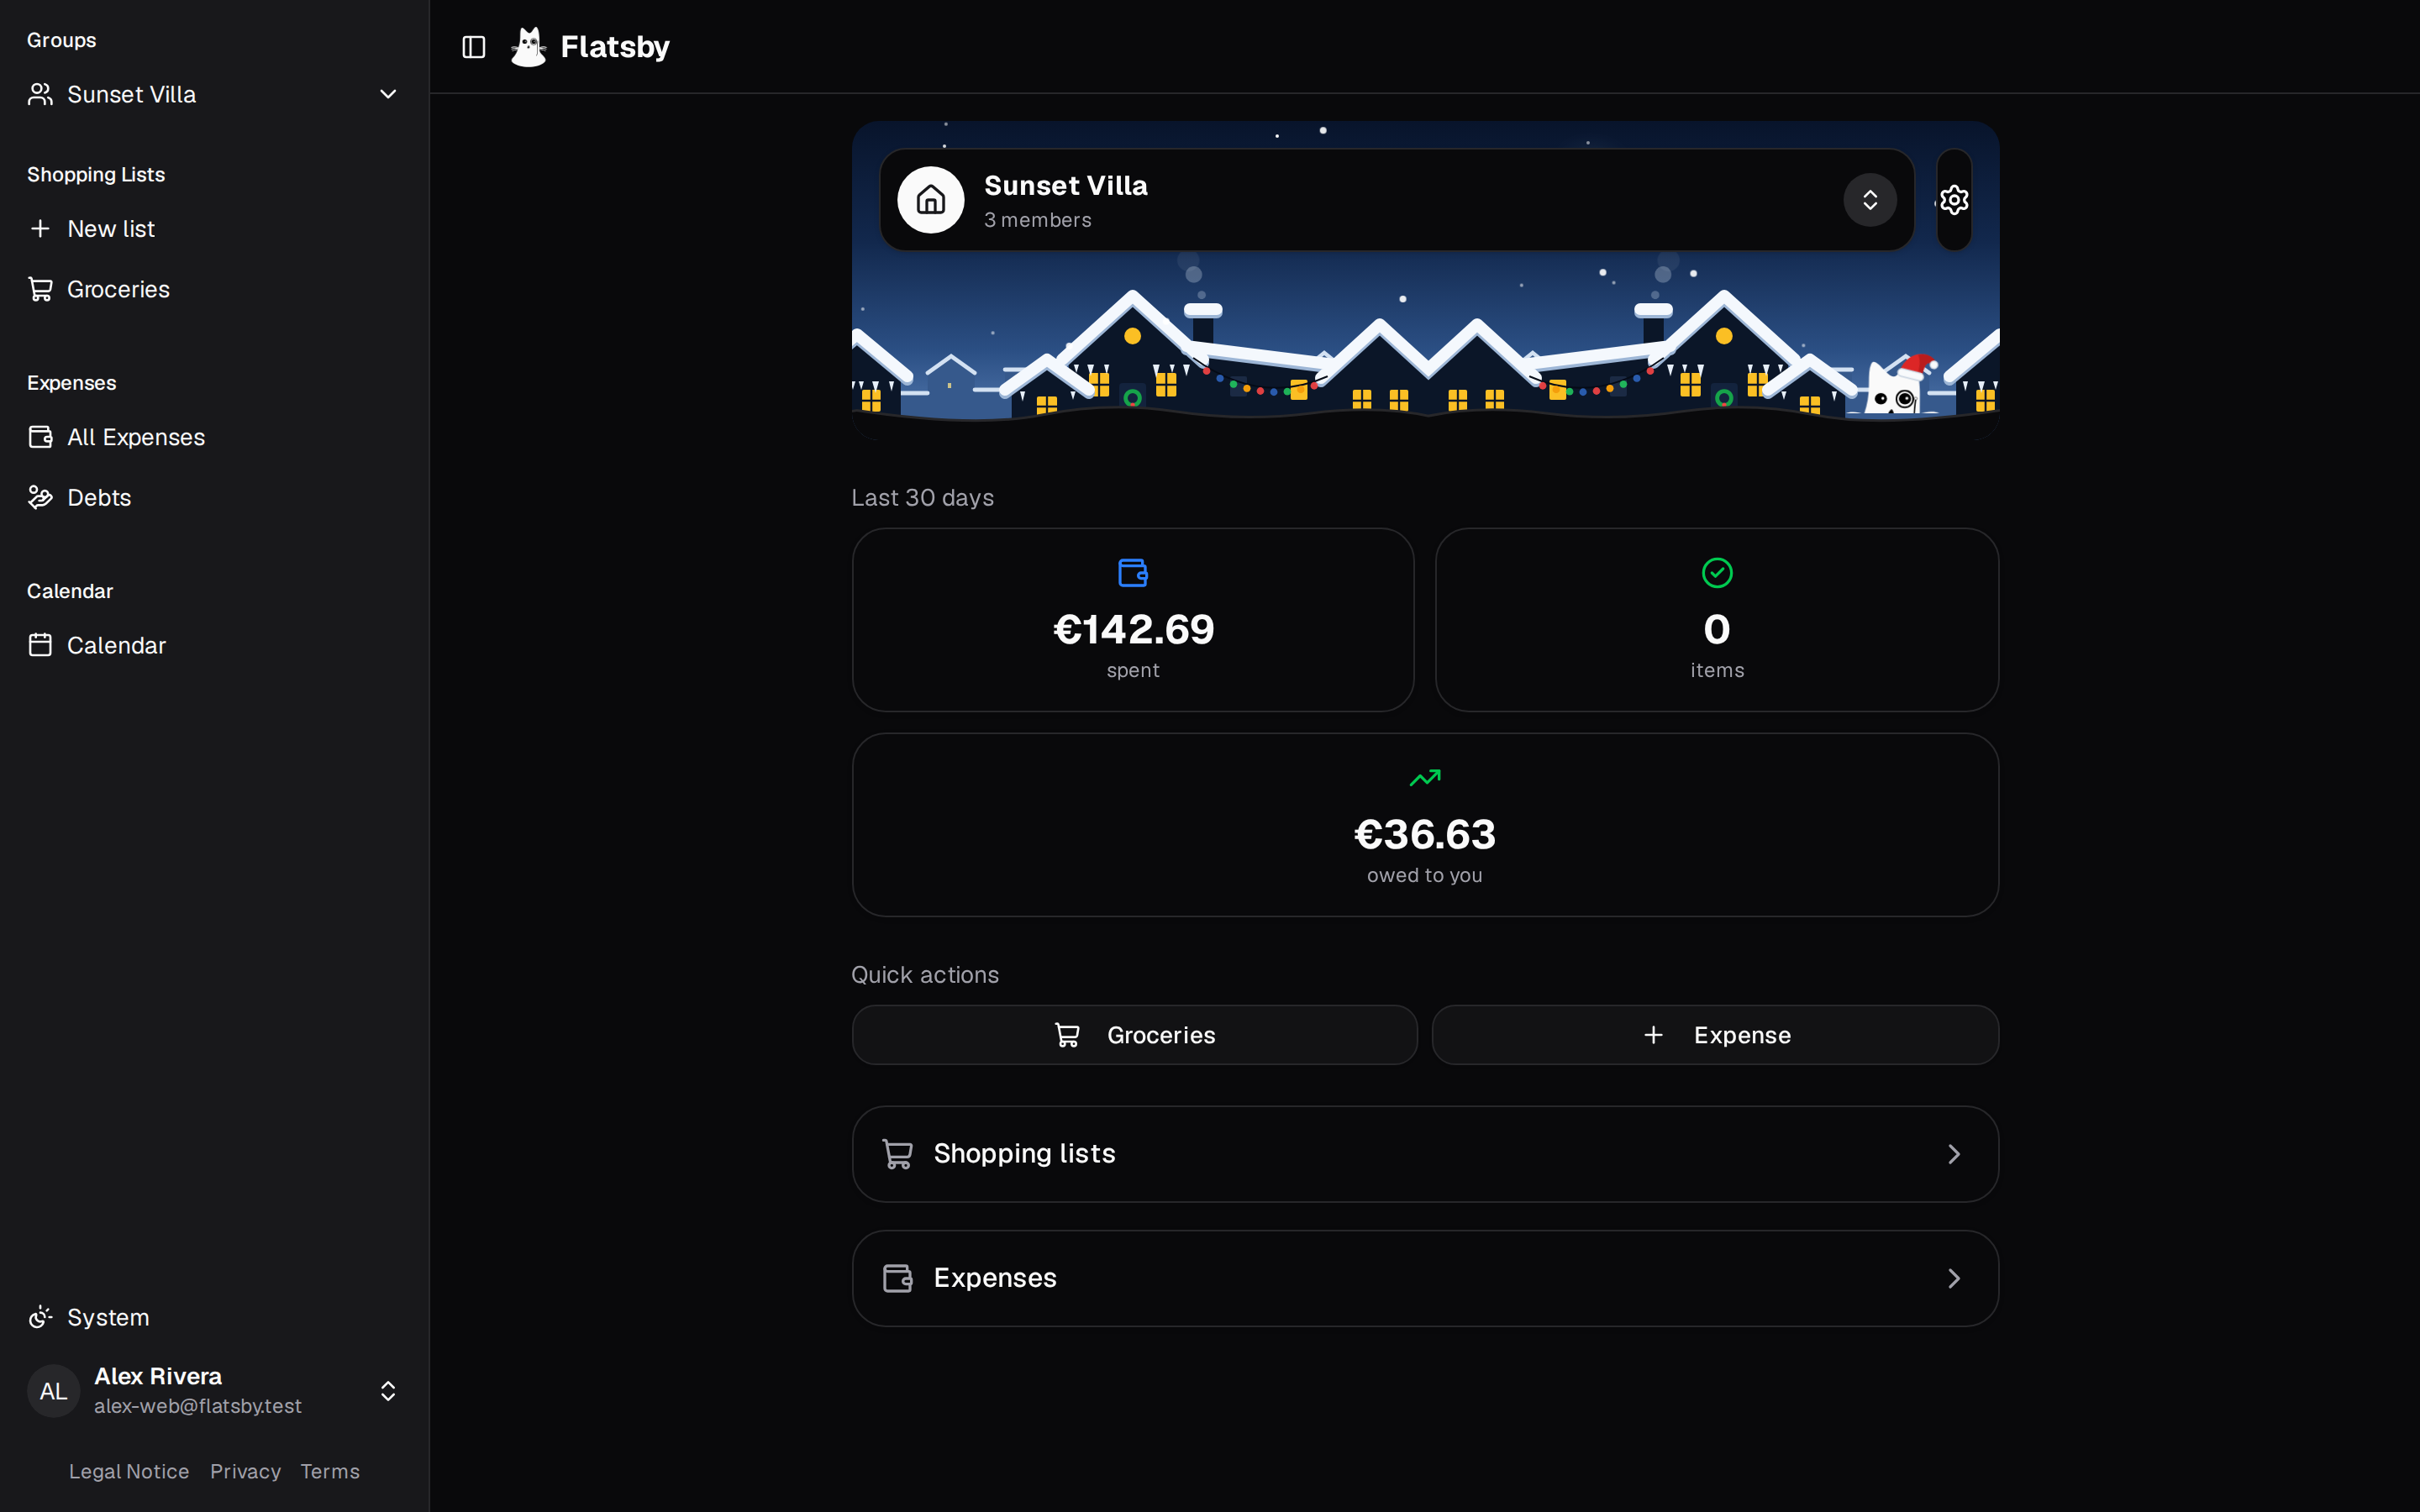 Groups
Sunset Villa
Shopping Lists
New list
Groceries
Expenses
All Expenses
Debts
Calendar
Calendar
System
AL
Alex Rivera
alex-web@flatsby.test
Legal Notice Privacy Terms
Flatsby
Sunset Villa
3 members
Last 30 days
€142.69
spent
0
items
€36.63
owed to you
Quick actions
Groceries
Expense
Shopping lists
Expenses